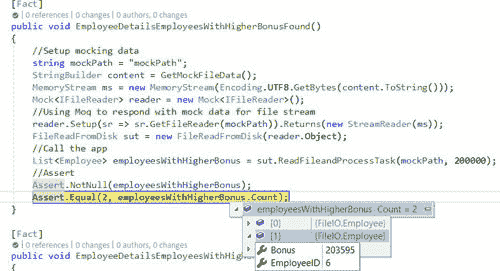 [Fact]
0 references | 0 changes | 0 authors, 0 changes
public void EmployeeDetailsEmployeesWithHigherBonusFound()
{
//Setup mocking data
string mockPath = "mockPath";
StringBuilder content = GetMockFileData();
MemoryStream ms = new MemoryStream(Encoding.UTF8.GetBytes(content.ToString()));
Mock<IFileReader> reader = new Mock<IFileReader>();
//Using Moq to respond with mock data for file stream
reader.Setup(sr => sr.GetFileReader(mockPath)).Returns(new StreamReader(ms));
FileReadFromDisk sut = new FileReadFromDisk(reader.Object);
//Call the app
List<Employee> employeesWithHigherBonus = sut.ReadFileandProcessTask(mockPath, 200000);
//Assert
Assert.NotNull(employeesWithHigherBonus);
Assert.Equal(2, employeesWithHigherBonus.Count);
}
employeesWithHigherBonus Count = 2
[0] {FileIO.Employee}
[1] {FileIO.Employee}
Bonus 203595
EmployeeID 6
[Fact]
0 references | 0 changes | 0 authors, 0 changes